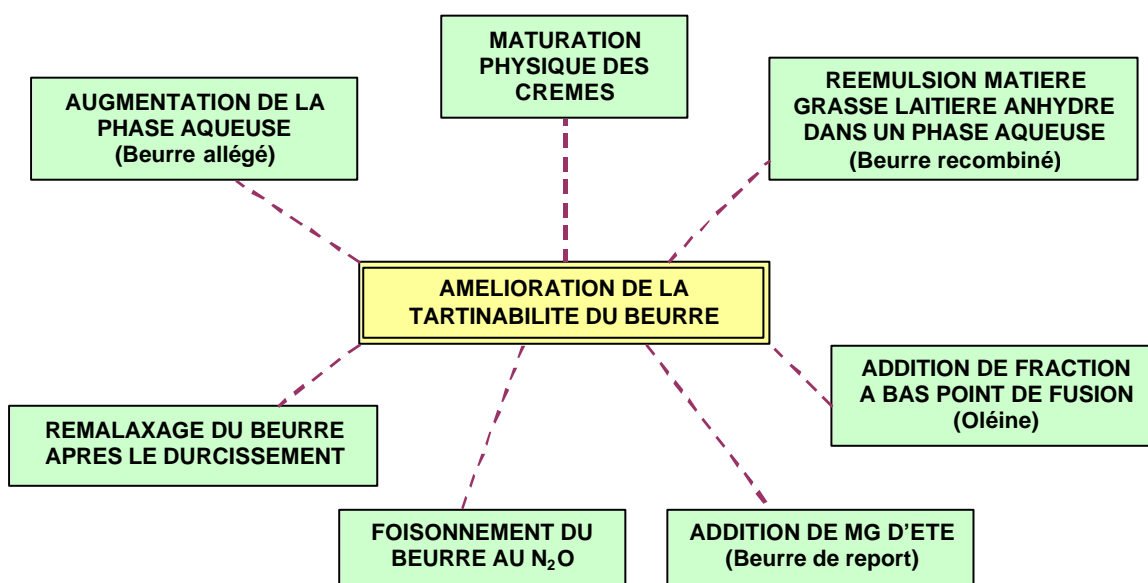 MATURATION
PHYSIQUE DES
CREMES
AUGMENTATION DE LA
PHASE AQUEUSE
(Beurre allégé)
REEMULSION MATIERE
GRASSE LAITIERE ANHYDRE
DANS UN PHASE AQUEUSE
(Beurre recombiné)
AMELIORATION DE LA
TARTINABILITE DU BEURRE
ADDITION DE FRACTION
A BAS POINT DE FUSION
(Oléine)
REMALAXAGE DU BEURRE
APRES LE DURCISSEMENT
FOISONNEMENT DU
BEURRE AU N₂O
ADDITION DE MG D'ETE
(Beurre de report)